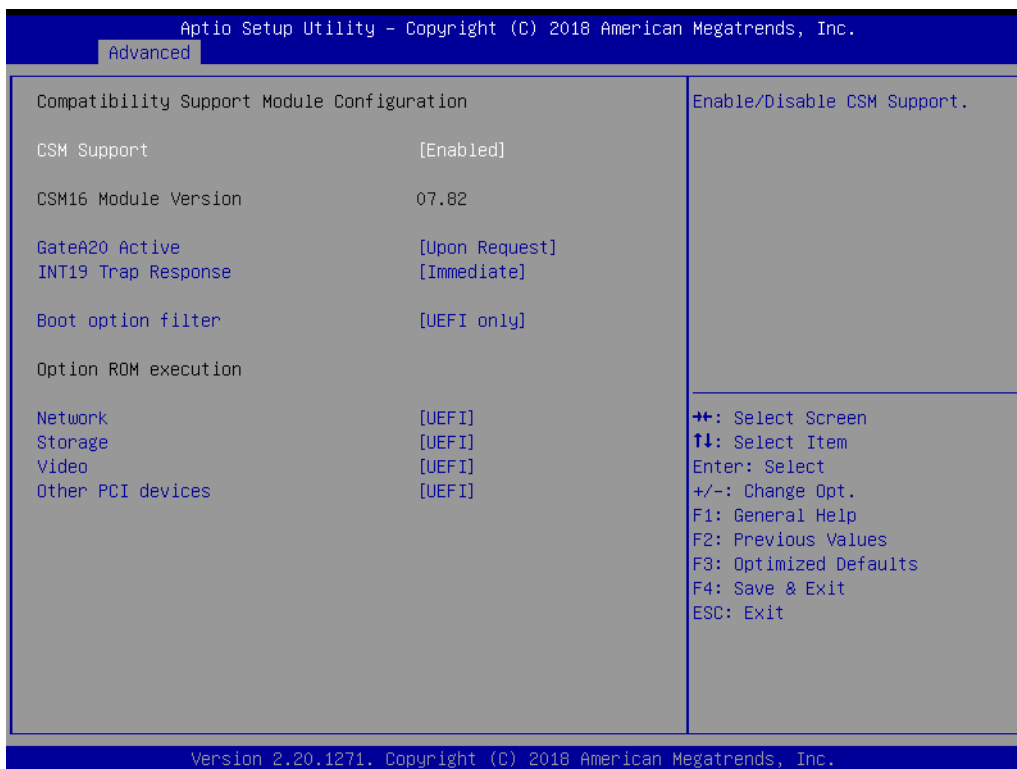 Aptio Setup Utility – Copyright (C) 2018 American Megatrends, Inc.
Advanced
Compatibility Support Module Configuration
CSM Support [Enabled]
CSM16 Module Version 07.82
GateA20 Active [Upon Request]
INT19 Trap Response [Immediate]
Boot option filter [UEFI only]
Option ROM execution
Network [UEFI]
Storage [UEFI]
Video [UEFI]
Other PCI devices [UEFI]
Enable/Disable CSM Support.
→←: Select Screen
↑↓: Select Item
Enter: Select
+/-: Change Opt.
F1: General Help
F2: Previous Values
F3: Optimized Defaults
F4: Save & Exit
ESC: Exit
Version 2.20.1271. Copyright (C) 2018 American Megatrends, Inc.